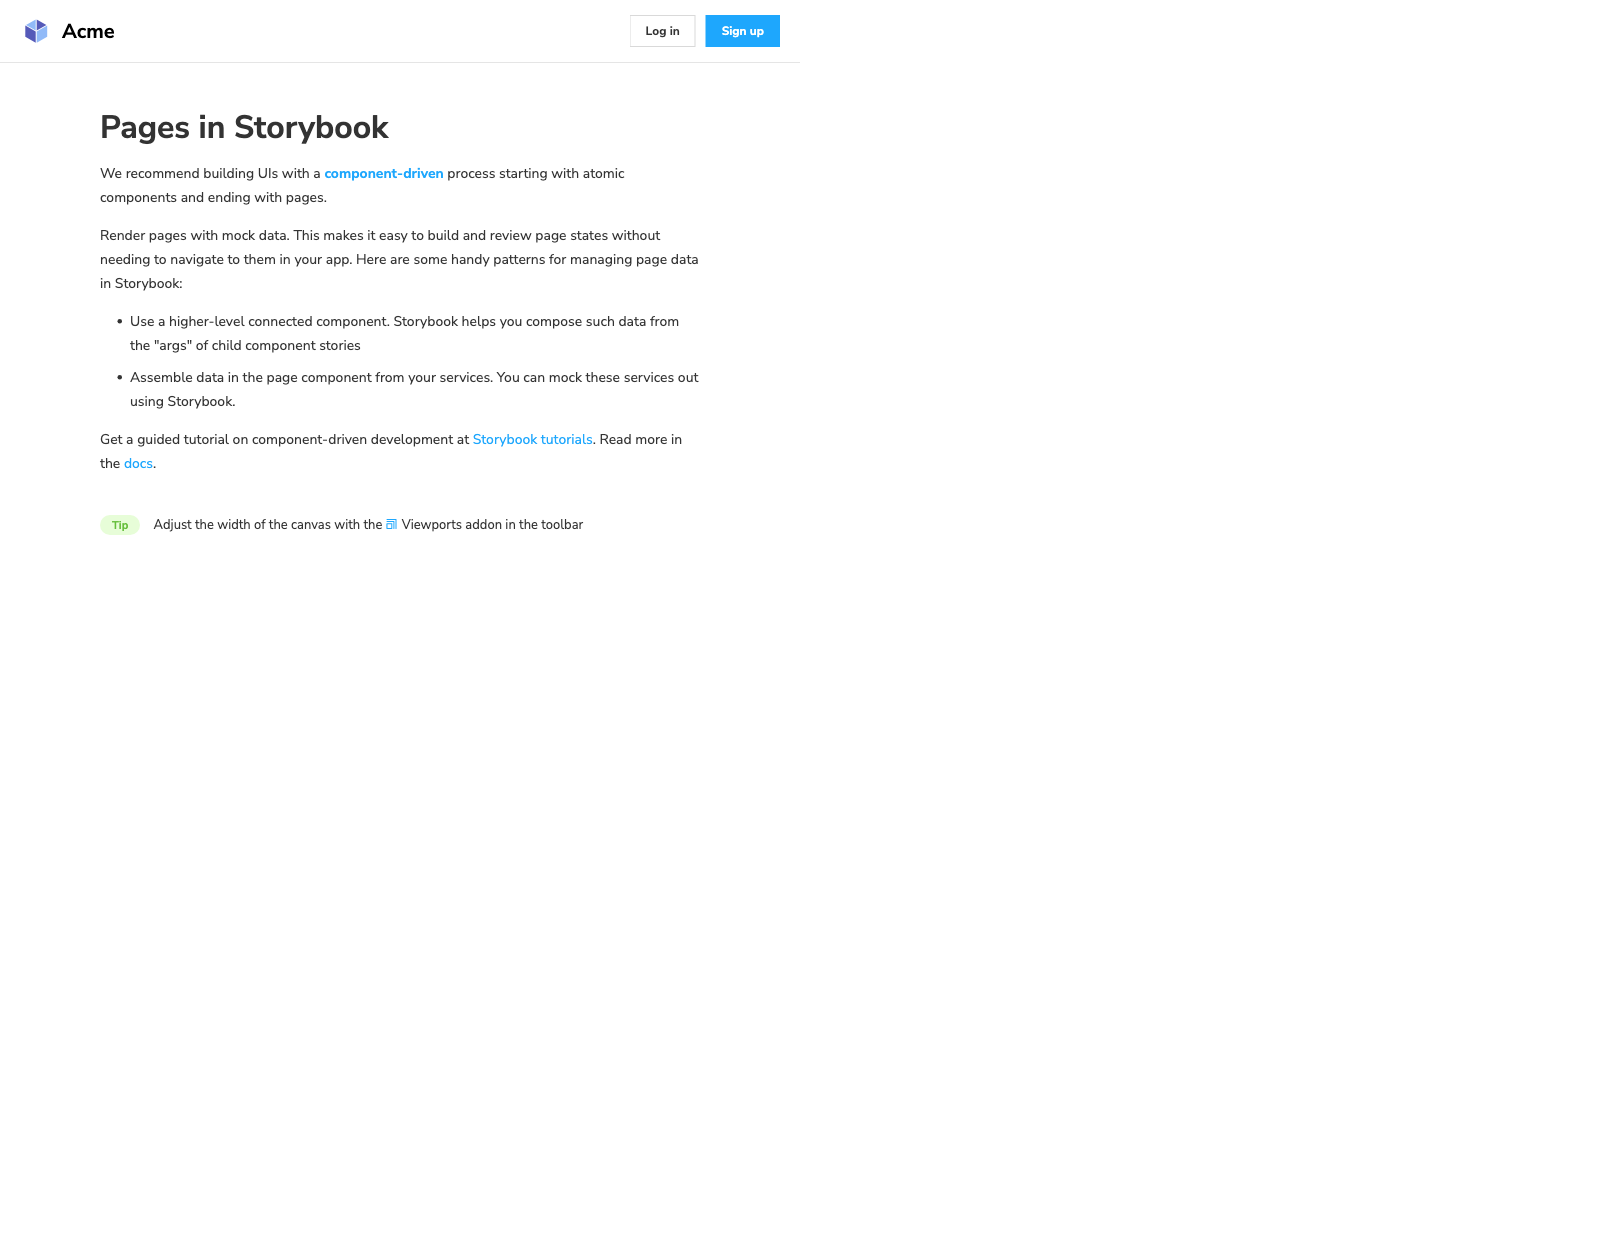 Acme
Log in
Sign up
Pages in Storybook
We recommend building UIs with a component-driven process starting with atomic
components and ending with pages.
Render pages with mock data. This makes it easy to build and review page states without
needing to navigate to them in your app. Here are some handy patterns for managing page data
in Storybook:
• Use a higher-level connected component. Storybook helps you compose such data from
the "args" of child component stories
• Assemble data in the page component from your services. You can mock these services out
using Storybook.
Get a guided tutorial on component-driven development at Storybook tutorials. Read more in
the docs.
Tip Adjust the width of the canvas with the Viewports addon in the toolbar